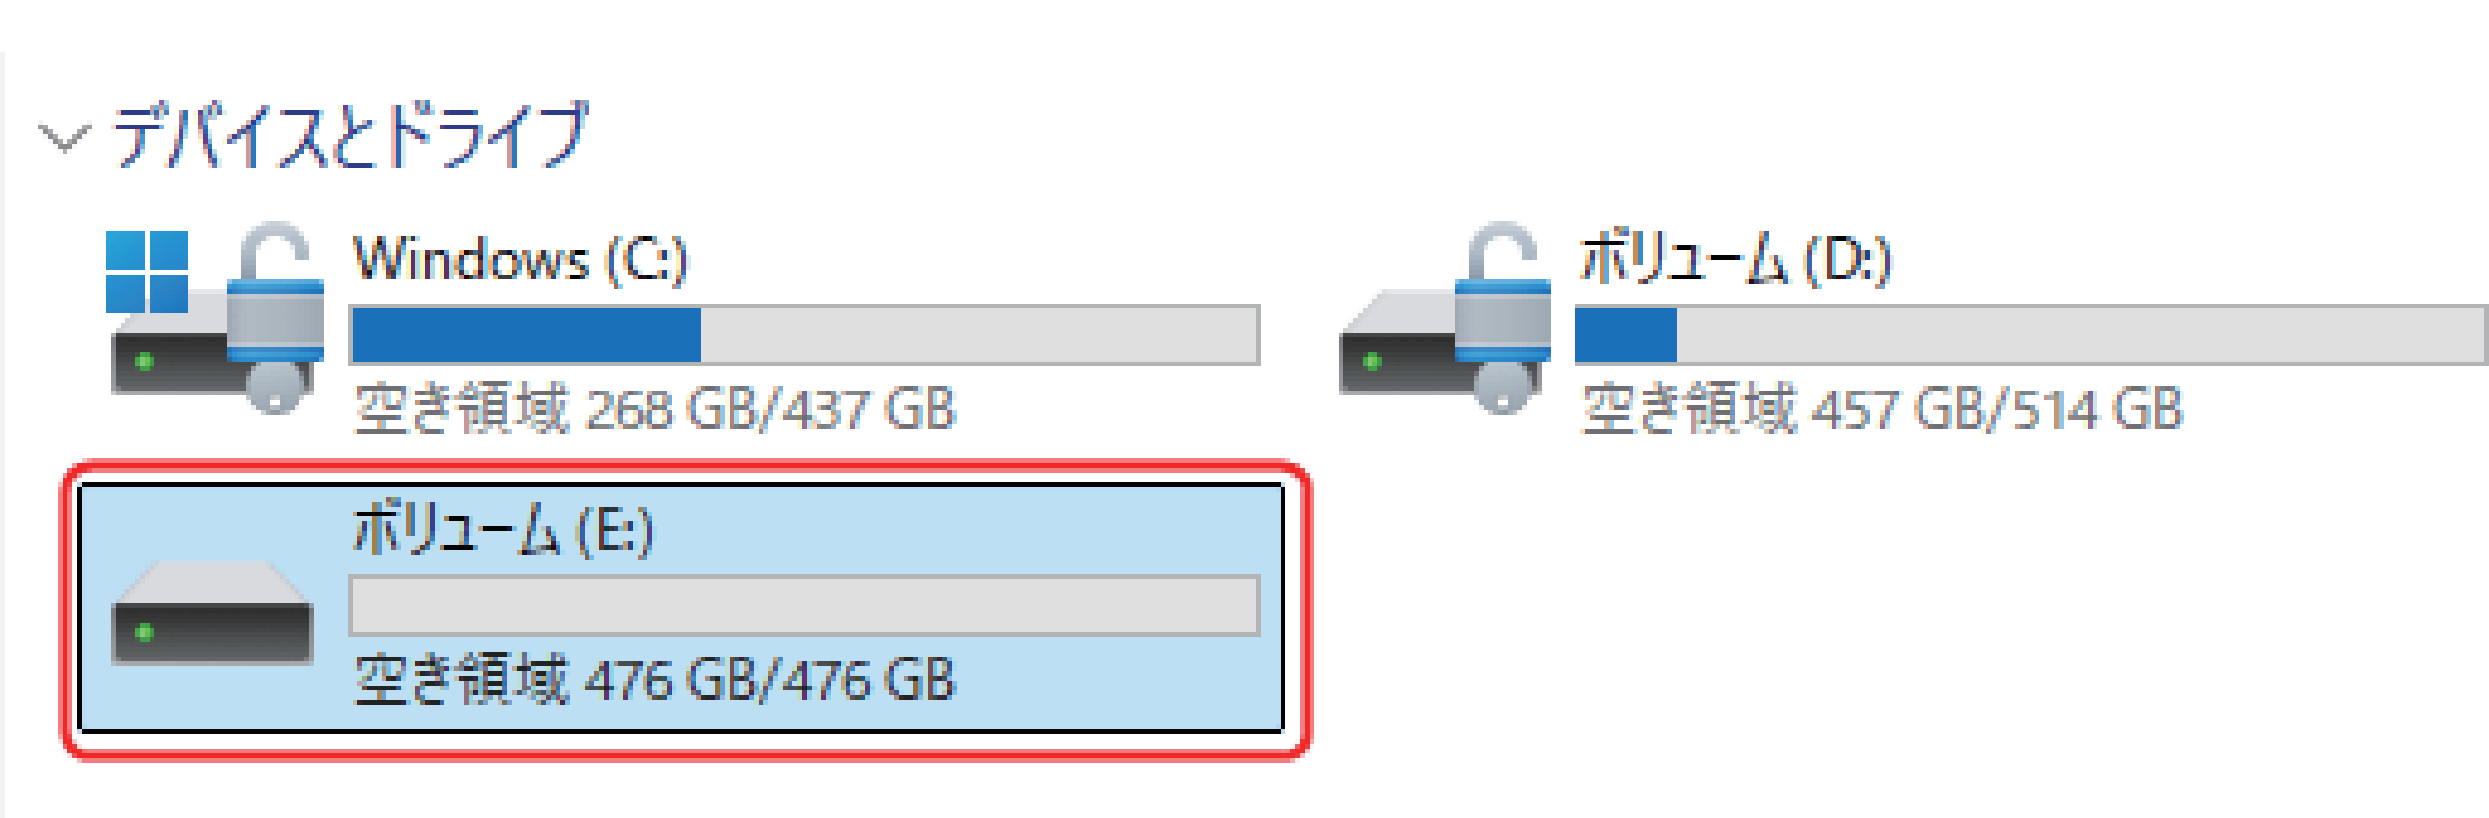 デバイスとドライブ
Windows (C:)
空き領域 268 GB/437 GB
ボリューム (D:)
空き領域 457 GB/514 GB
ボリューム (E:)
空き領域 476 GB/476 GB